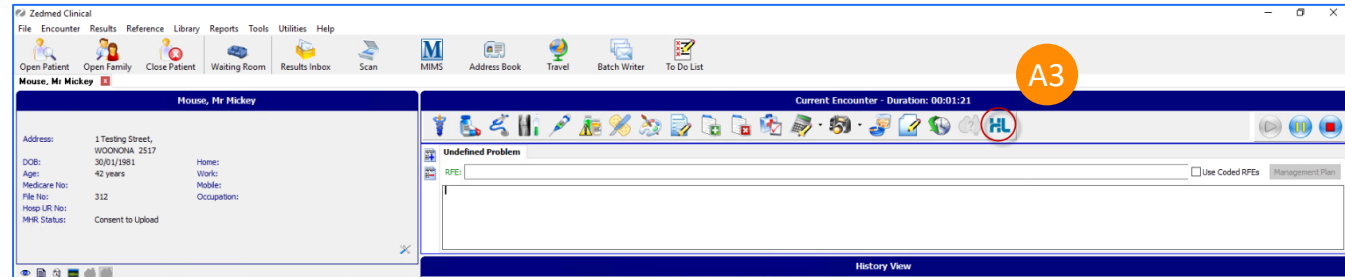 Zedmed Clinical
File Encounter Results Reference Library Reports Tools Utilities Help
Open Patient Open Family Close Patient Waiting Room Results Inbox Scan MIMS Address Book Travel Batch Writer To Do List
M
A3
Mouse, Mr Mickey
Mouse, Mr Mickey
Current Encounter - Duration: 00:01:21
HL
Address: 1 Testing Street,
WOONONA 2517
DOB: 30/01/1981 Home:
Age: 42 years Work:
Medicare No: Mobile:
File No: 312 Occupation:
Hosp UR No:
MHR Status: Consent to Upload
Undefined Problem
RFE: Use Coded RFEs Management Plan
History View